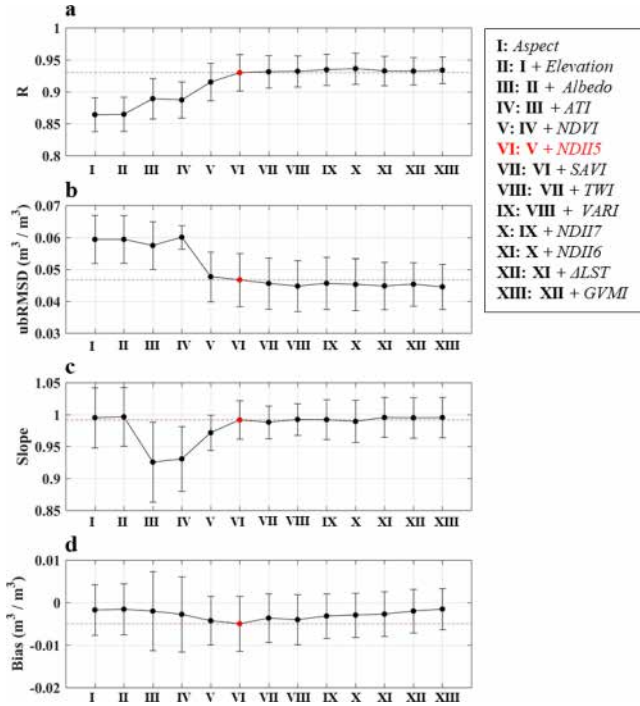 a
1
0.95
0.9
0.85
0.8
R
I II III IV V VI VII VIII IX X XI XII XIII
b
0.07
0.06
0.05
0.04
0.03
ubRMSD (m³ / m³)
I II III IV V VI VII VIII IX X XI XII XIII
c
1.05
1
0.95
0.9
0.85
Slope
I II III IV V VI VII VIII IX X XI XII XIII
d
0.01
0
-0.01
-0.02
Bias (m³ / m³)
I II III IV V VI VII VIII IX X XI XII XIII
I: Aspect
II: I + Elevation
III: II + Albedo
IV: III + ATI
V: IV + NDVI
VI: V + NDII5
VII: VI + SAVI
VIII: VII + TWI
IX: VIII + VARI
X: IX + NDII7
XI: X + NDII6
XII: XI + ΔLST
XIII: XII + GVMI